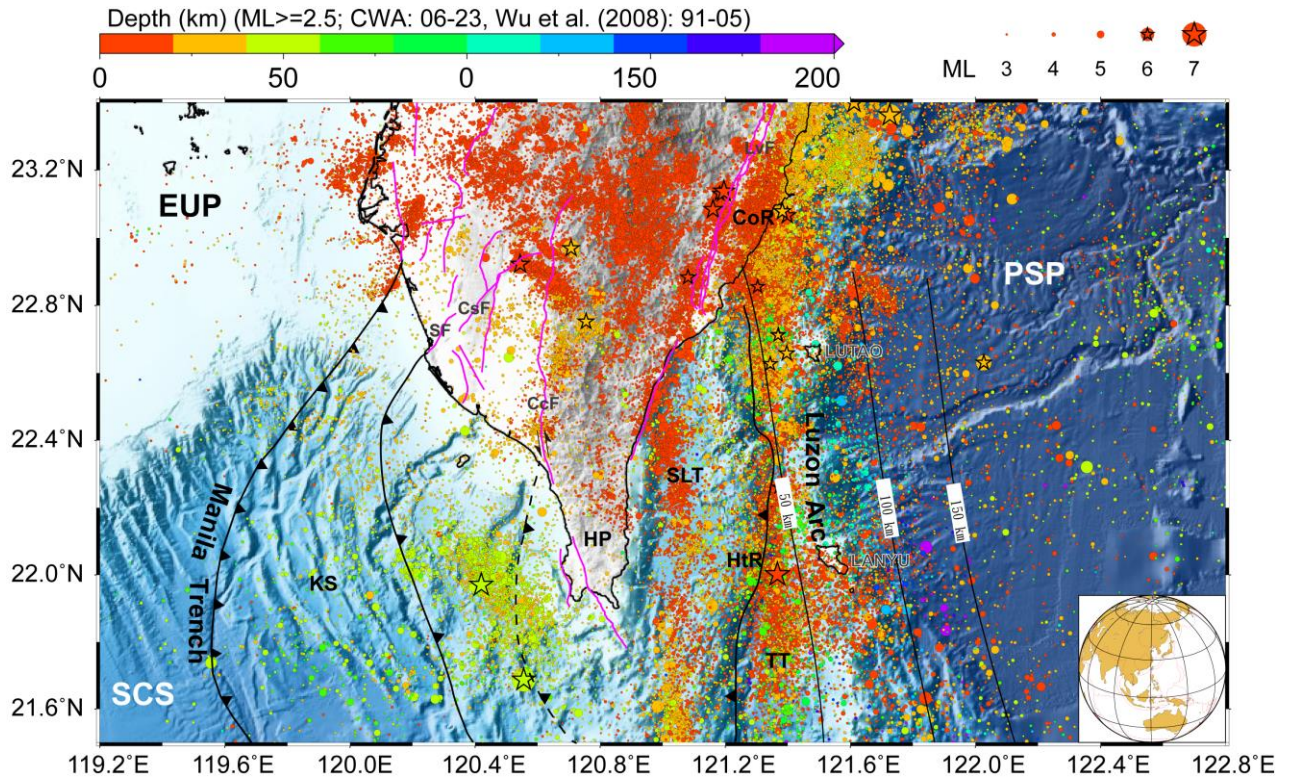 Depth (km) (ML>=2.5; CWA: 06-23, Wu et al. (2008): 91-05)
0 50 0 150 200
ML 3 4 5 6 7
23.2°N
22.8°N
22.4°N
22.0°N
21.6°N
EUP
LVF
CoR
PSP
CsF
SF
LUTAO
CcF
Luzon Arc
SLT
50 km
100 km
150 km
Manila Trench
HP
HtR
LANYU
KS
TT
SCS
119.2°E 119.6°E 120.0°E 120.4°E 120.8°E 121.2°E 121.6°E 122.0°E 122.4°E 122.8°E